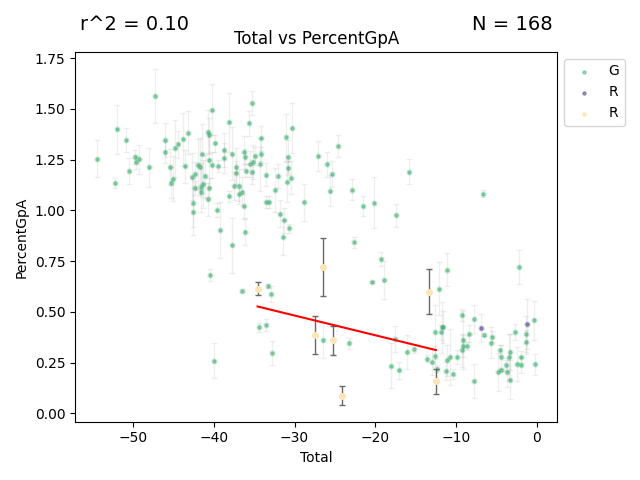 r^2 = 0.10
N = 168
Total vs PercentGpA
G
R
R
PercentGpA
1.75
1.50
1.25
1.00
0.75
0.50
0.25
0.00
−50
−40
−30
−20
−10
0
Total